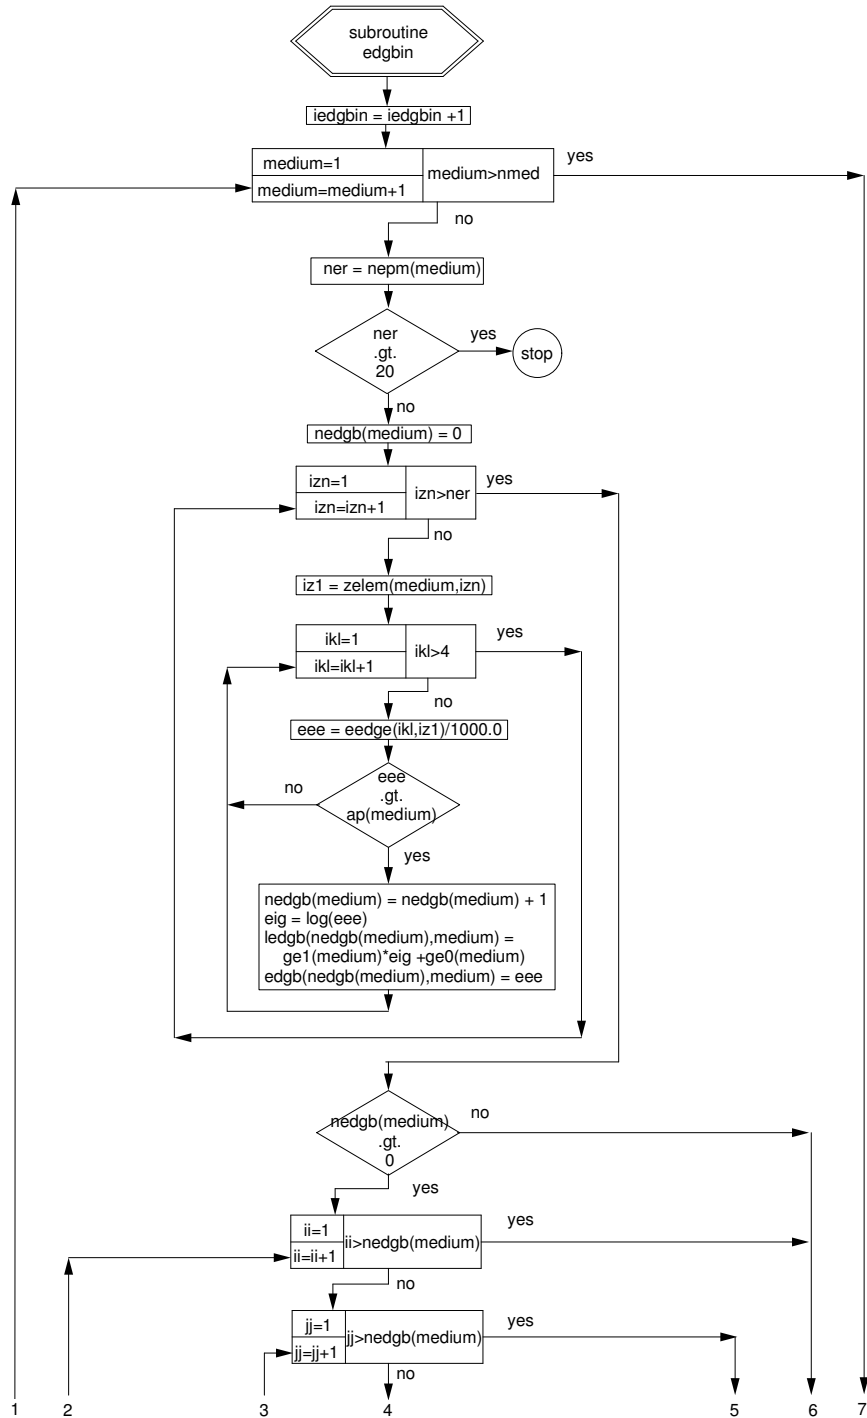 subroutine
edgbin
iedgbin = iedgbin +1
medium=1
medium=medium+1
medium>nmed
yes
no
ner = nepm(medium)
ner
.gt.
20
yes
stop
no
nedgb(medium) = 0
izn=1
izn=izn+1
izn>ner
yes
no
iz1 = zelem(medium,izn)
ikl=1
ikl=ikl+1
ikl>4
yes
no
eee = eedge(ikl,iz1)/1000.0
eee
.gt.
ap(medium)
no
yes
nedgb(medium) = nedgb(medium) + 1
eig = log(eee)
ledgb(nedgb(medium),medium) =
ge1(medium)*eig +ge0(medium)
edgb(nedgb(medium),medium) = eee
nedgb(medium)
.gt.
0
no
yes
ii=1
ii=ii+1
ii>nedgb(medium)
yes
no
jj=1
jj=jj+1
jj>nedgb(medium)
yes
no
1 2 3 4 5 6 7